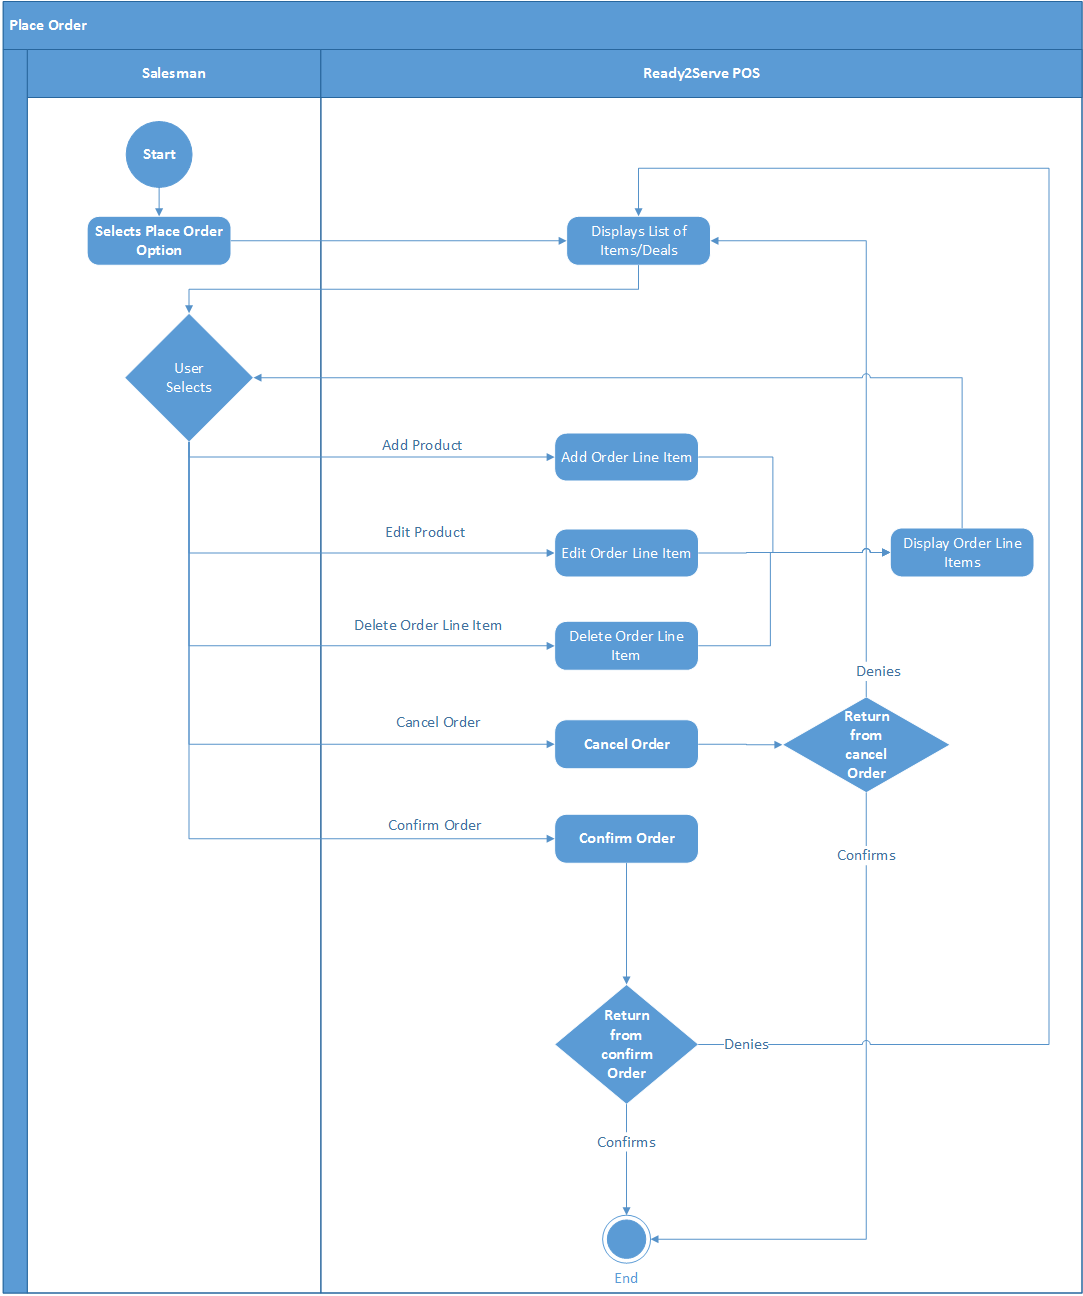 Place Order
Salesman
Ready2Serve POS
Start
Selects Place Order
Option
Displays List of
Items/Deals
User
Selects
Add Product
Add Order Line Item
Edit Product
Edit Order Line Item
Display Order Line
Items
Delete Order Line Item
Delete Order Line
Item
Denies
Cancel Order
Cancel Order
Return
from
cancel
Order
Confirm Order
Confirm Order
Confirms
Return
from
confirm
Order
Denies
Confirms
End